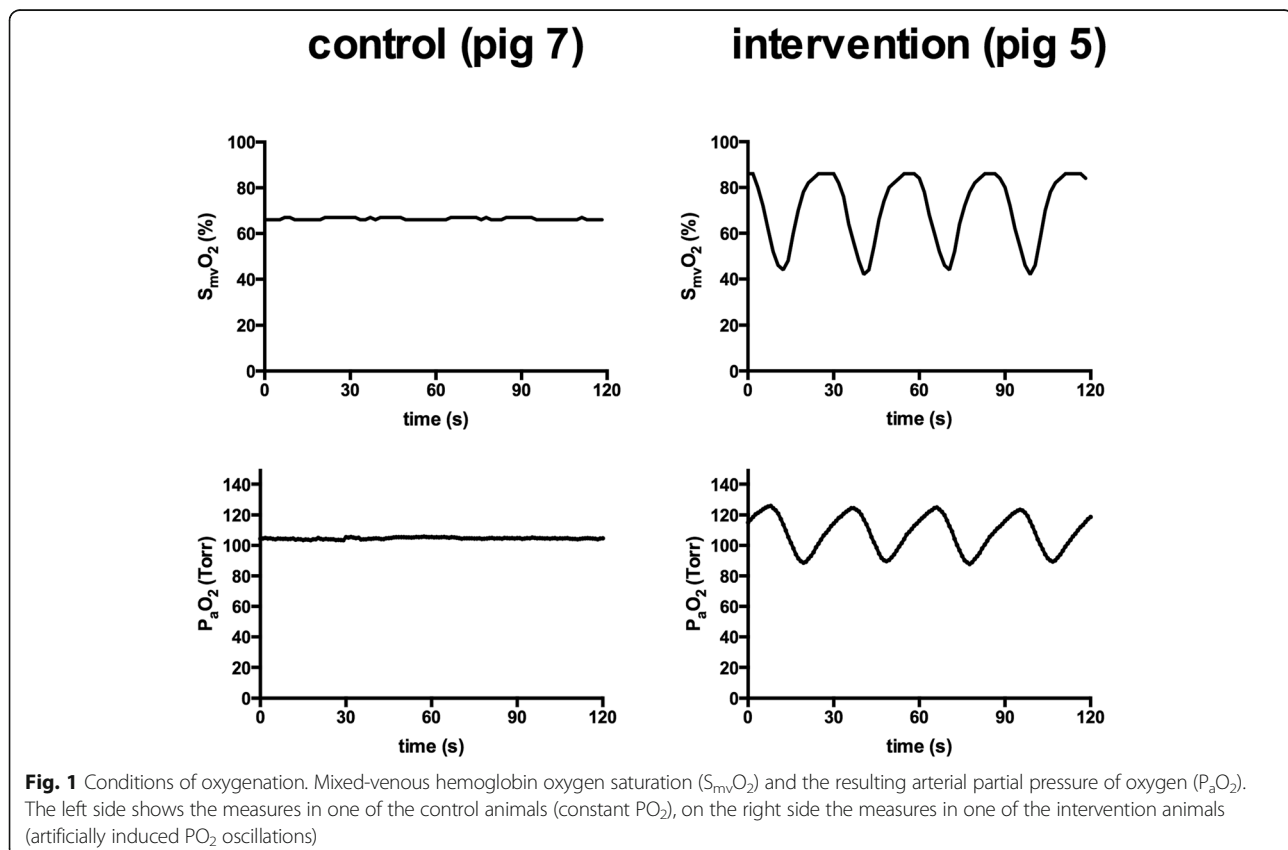 control (pig 7)
intervention (pig 5)
100
80
60
40
20
0
SmvO2 (%)
0 30 60 90 120
time (s)
100
80
60
40
20
0
SmvO2 (%)
0 30 60 90 120
time (s)
140
120
100
80
60
40
20
0
PaO2 (Torr)
0 30 60 90 120
time (s)
140
120
100
80
60
40
20
0
PaO2 (Torr)
0 30 60 90 120
time (s)
Fig. 1 Conditions of oxygenation. Mixed-venous hemoglobin oxygen saturation (SmvO2) and the resulting arterial partial pressure of oxygen (PaO2).
The left side shows the measures in one of the control animals (constant PO2), on the right side the measures in one of the intervention animals
(artificially induced PO2 oscillations)